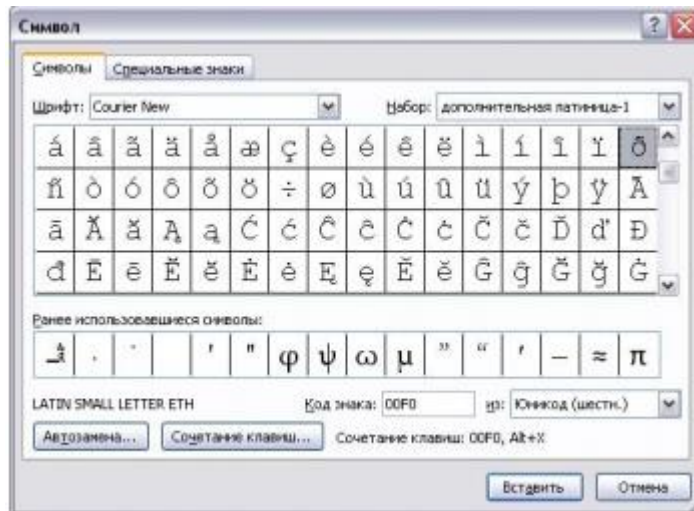 Символ
Символы Специальные знаки
Шрифт: Courier New Набор: дополнительная латиница-1
á â ã ä å æ ç è é ê ë ì í î ï ð
ñ ò ó ô õ ö ÷ ø ù ú û ü ý þ ÿ Ā
ā Ă ă Ą ą Ć ć Ĉ ĉ Ċ ċ Č č Ď ď Đ
đ Ē ē Ĕ ĕ Ė ė Ę ę Ě ě Ĝ ĝ Ğ ğ Ġ
Ранее использовавшиеся символы:
φ ψ ω μ ” “ ′ – ≈ π
LATIN SMALL LETTER ETH Код знака: 00F0 из: Юникод (шестн.)
Автозамена... Сочетание клавиш... Сочетание клавиш: 00F0, Alt+X
Вставить Отмена